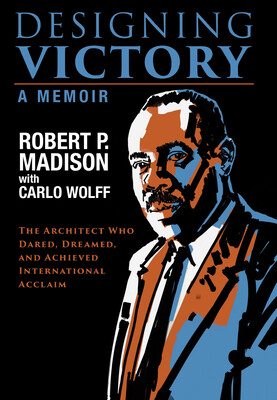 DESIGNING
VICTORY
A MEMOIR
ROBERT P.
MADISON
with
CARLO WOLFF
The Architect Who
Dared, Dreamed,
and Achieved
International
Acclaim